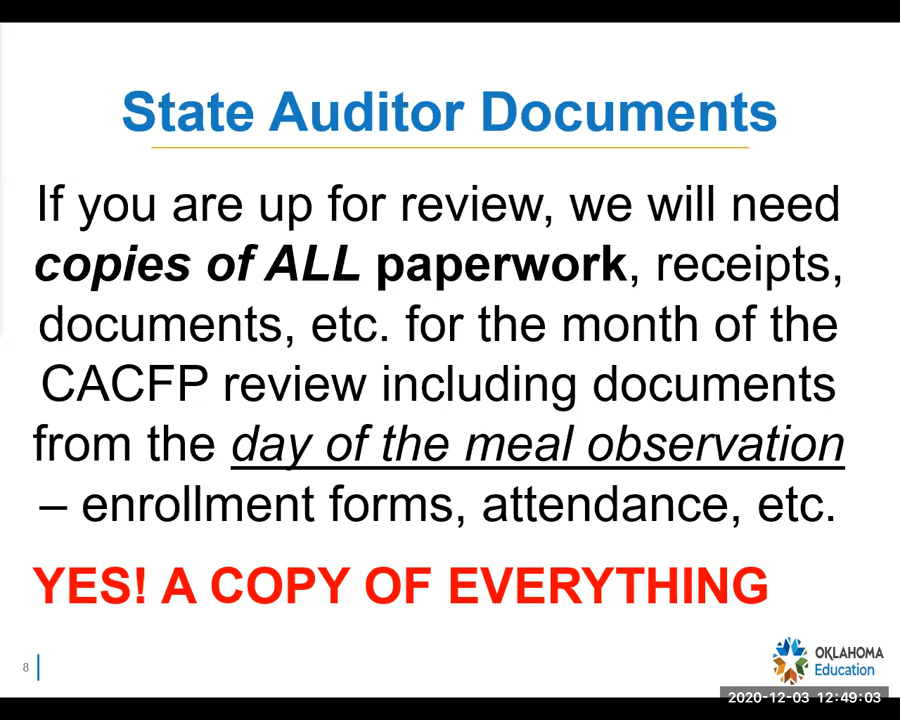 State Auditor Documents
If you are up for review, we will need
copies of ALL paperwork, receipts,
documents, etc. for the month of the
CACFP review including documents
from the day of the meal observation
– enrollment forms, attendance, etc.
YES! A COPY OF EVERYTHING
8
OKLAHOMA
Education
2020-12-03 12:49:03